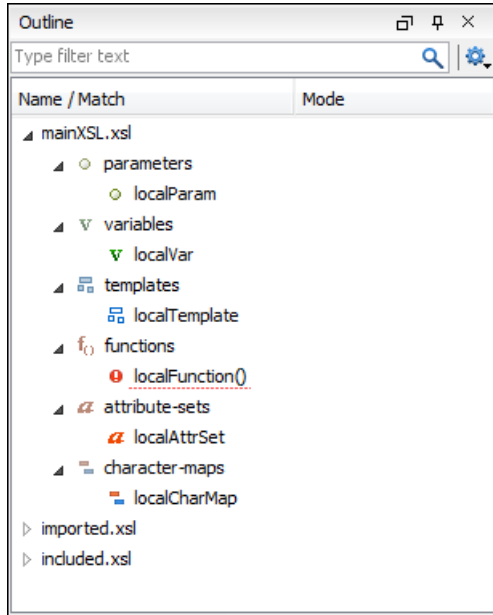 Outline
Type filter text
Name / Match Mode
mainXSL.xsl
parameters
localParam
v variables
v localVar
templates
localTemplate
f() functions
localFunction()
a attribute-sets
a localAttrSet
character-maps
localCharMap
imported.xsl
included.xsl